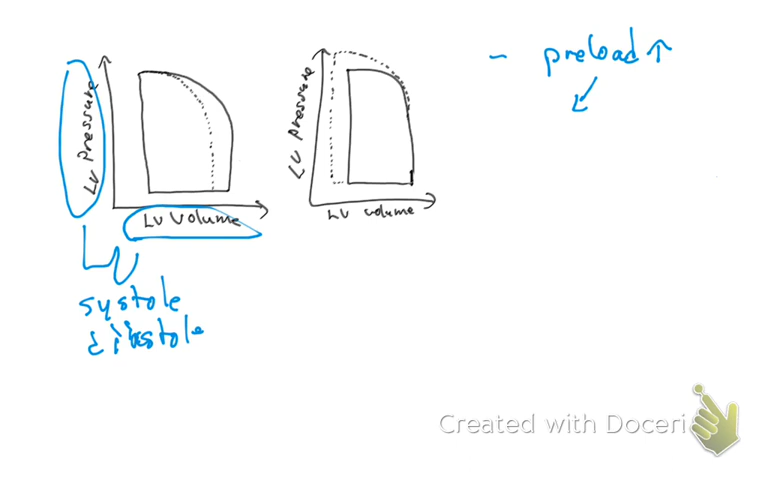 LV Pressure
LV Volume
LV Pressure
LV volume
- preload ↑
systole
diastole
Created with Doceri